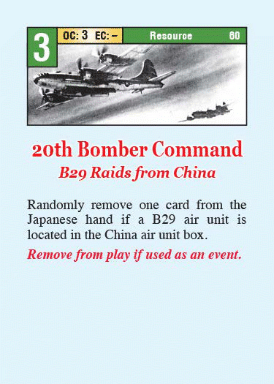 3 OC: 3 EC: – Resource 60
20th Bomber Command
B29 Raids from China
Randomly remove one card from the
Japanese hand if a B29 air unit is
located in the China air unit box.
Remove from play if used as an event.